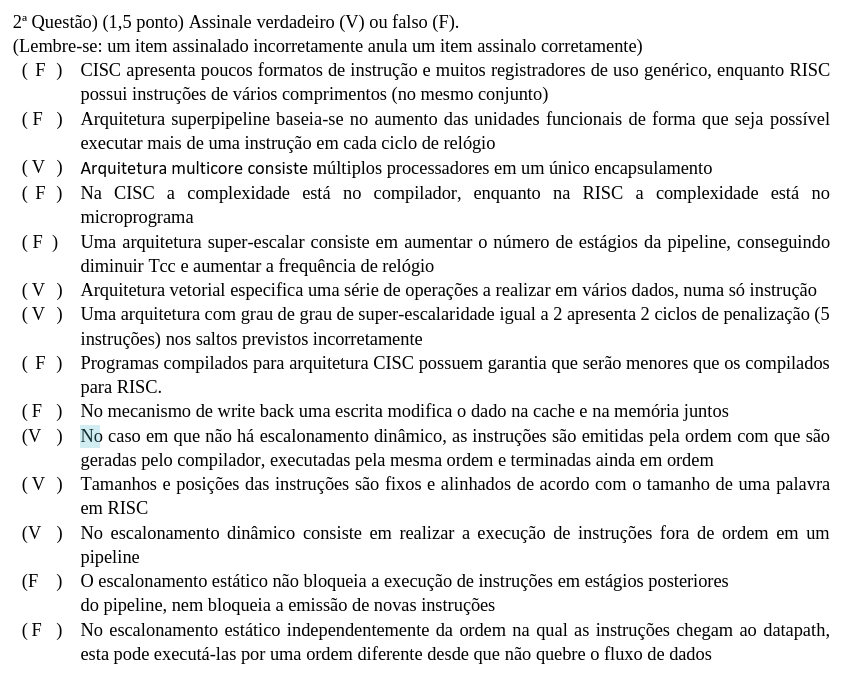 2ª Questão) (1,5 ponto) Assinale verdadeiro (V) ou falso (F).
(Lembre-se: um item assinalado incorretamente anula um item assinalo corretamente)
( F ) CISC apresenta poucos formatos de instrução e muitos registradores de uso genérico, enquanto RISC
possui instruções de vários comprimentos (no mesmo conjunto)
( F ) Arquitetura superpipeline baseia-se no aumento das unidades funcionais de forma que seja possível
executar mais de uma instrução em cada ciclo de relógio
( V ) Arquitetura multicore consiste múltiplos processadores em um único encapsulamento
( F ) Na CISC a complexidade está no compilador, enquanto na RISC a complexidade está no
microprograma
( F ) Uma arquitetura super-escalar consiste em aumentar o número de estágios da pipeline, conseguindo
diminuir Tcc e aumentar a frequência de relógio
( V ) Arquitetura vetorial especifica uma série de operações a realizar em vários dados, numa só instrução
( V ) Uma arquitetura com grau de grau de super-escalaridade igual a 2 apresenta 2 ciclos de penalização (5
instruções) nos saltos previstos incorretamente
( F ) Programas compilados para arquitetura CISC possuem garantia que serão menores que os compilados
para RISC.
( F ) No mecanismo de write back uma escrita modifica o dado na cache e na memória juntos
(V ) No caso em que não há escalonamento dinâmico, as instruções são emitidas pela ordem com que são
geradas pelo compilador, executadas pela mesma ordem e terminadas ainda em ordem
( V ) Tamanhos e posições das instruções são fixos e alinhados de acordo com o tamanho de uma palavra
em RISC
(V ) No escalonamento dinâmico consiste em realizar a execução de instruções fora de ordem em um
pipeline
(F ) O escalonamento estático não bloqueia a execução de instruções em estágios posteriores
do pipeline, nem bloqueia a emissão de novas instruções
( F ) No escalonamento estático independentemente da ordem na qual as instruções chegam ao datapath,
esta pode executá-las por uma ordem diferente desde que não quebre o fluxo de dados